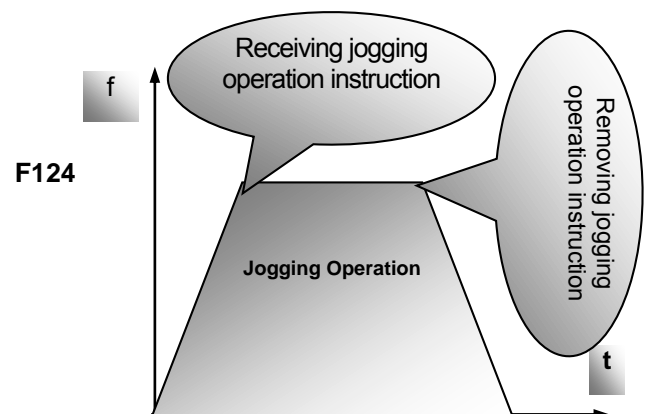 Receiving jogging
operation instruction
f
F124
Removing jogging
operation instruction
Jogging Operation
t